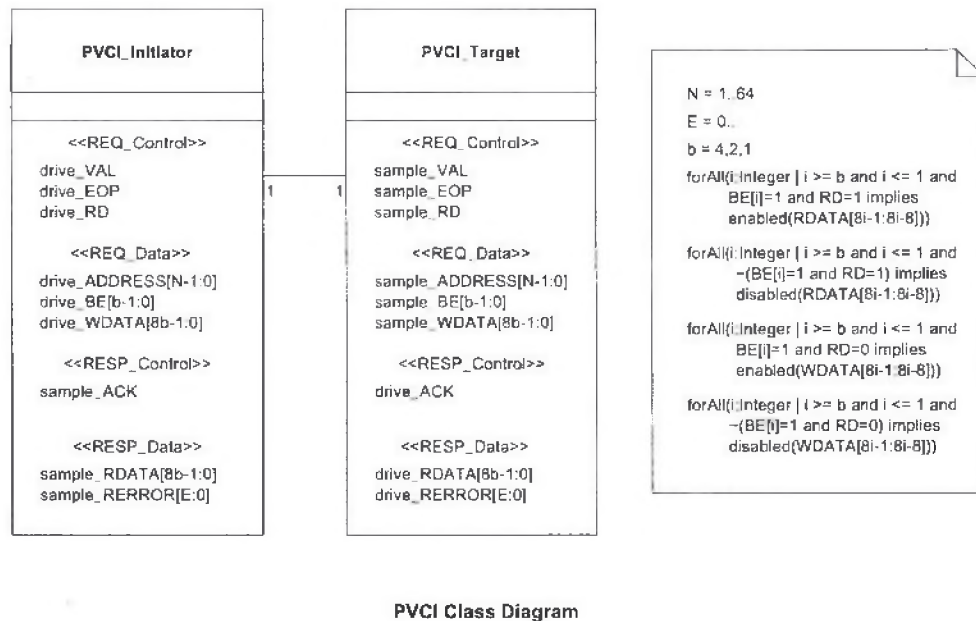 PVCI_Initiator
<<REQ_Control>>
drive_VAL
drive_EOP
drive_RD
<<REQ_Data>>
drive_ADDRESS[N-1:0]
drive_BE[b-1:0]
drive_WDATA[8b-1:0]
<<RESP_Control>>
sample_ACK
<<RESP_Data>>
sample_RDATA[8b-1:0]
sample_RERROR[E:0]
1
1
PVCI_Target
<<REQ_Control>>
sample_VAL
sample_EOP
sample_RD
<<REQ_Data>>
sample_ADDRESS[N-1:0]
sample_BE[b-1:0]
sample_WDATA[8b-1:0]
<<RESP_Control>>
drive_ACK
<<RESP_Data>>
drive_RDATA[8b-1:0]
drive_RERROR[E:0]
N = 1..64
E = 0..
b = 4,2,1
forAll(i:Integer | i >= b and i <= 1 and
BE[i]=1 and RD=1 implies
enabled(RDATA[8i-1:8i-8]))
forAll(i:Integer | i >= b and i <= 1 and
~(BE[i]=1 and RD=1) implies
disabled(RDATA[8i-1:8i-8]))
forAll(i:Integer | i >= b and i <= 1 and
BE[i]=1 and RD=0 implies
enabled(WDATA[8i-1:8i-8]))
forAll(i:Integer | i >= b and i <= 1 and
~(BE[i]=1 and RD=0) implies
disabled(WDATA[8i-1:8i-8]))
PVCI Class Diagram